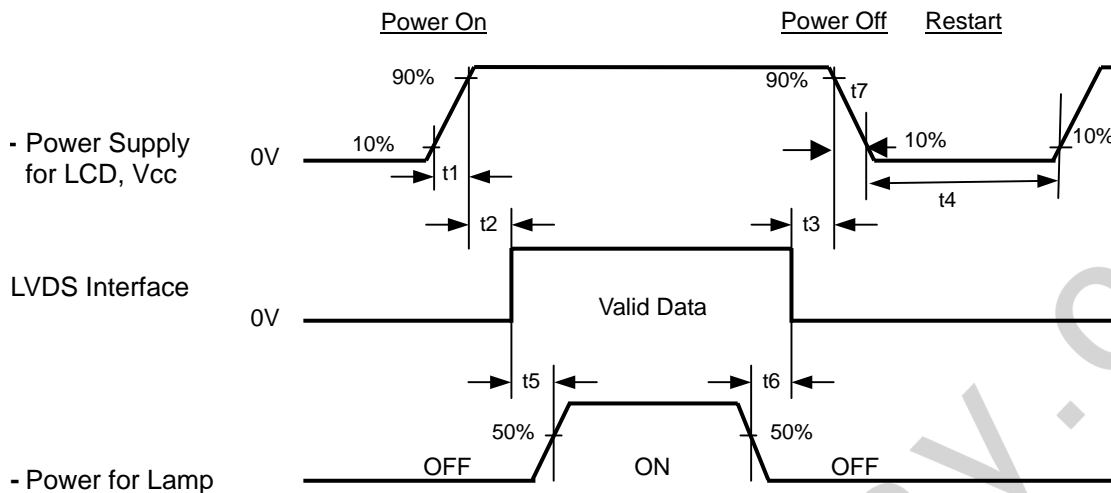 Power On
Power Off
Restart
90%
90%
t7
- Power Supply
for LCD, Vcc
0V
10%
10%
10%
t1
t4
t2
t3
LVDS Interface
0V
Valid Data
t5
t6
50%
50%
- Power for Lamp
OFF
ON
OFF